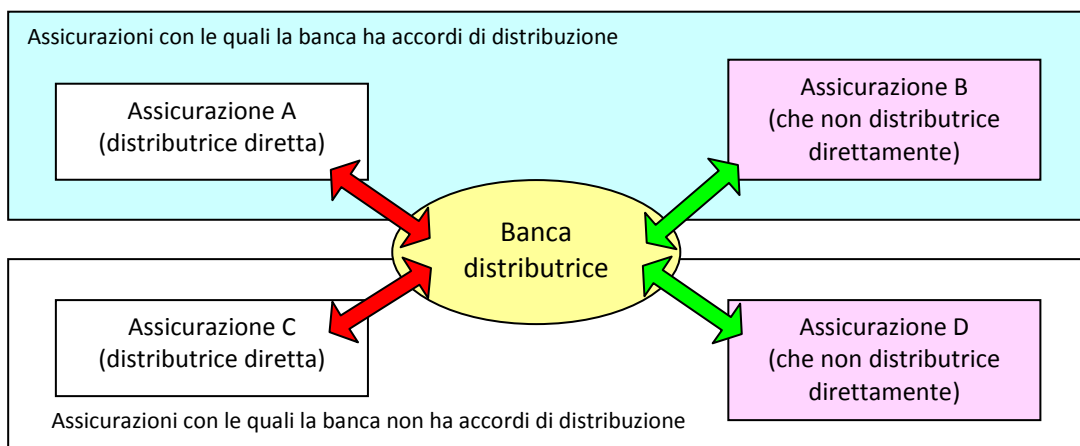 Assicurazioni con le quali la banca ha accordi di distribuzione
Assicurazione A
(distributrice diretta)
Assicurazione B
(che non distributrice
direttamente)
Banca
distributrice
Assicurazione C
(distributrice diretta)
Assicurazione D
(che non distributrice
direttamente)
Assicurazioni con le quali la banca non ha accordi di distribuzione